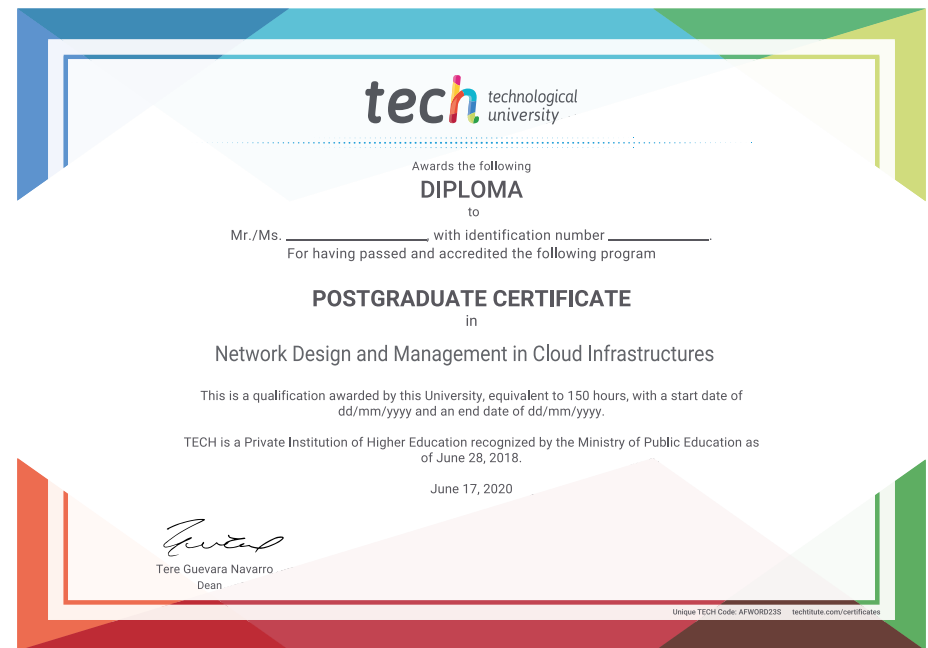 tech technological
university
Awards the following
DIPLOMA
to
Mr./Ms. ____________________, with identification number ______________.
For having passed and accredited the following program
POSTGRADUATE CERTIFICATE
in
Network Design and Management in Cloud Infrastructures
This is a qualification awarded by this University, equivalent to 150 hours, with a start date of
dd/mm/yyyy and an end date of dd/mm/yyyy.
TECH is a Private Institution of Higher Education recognized by the Ministry of Public Education as
of June 28, 2018.
June 17, 2020
Tere Guevara Navarro
Dean
Unique TECH Code: AFWORD23S techtitute.com/certificates